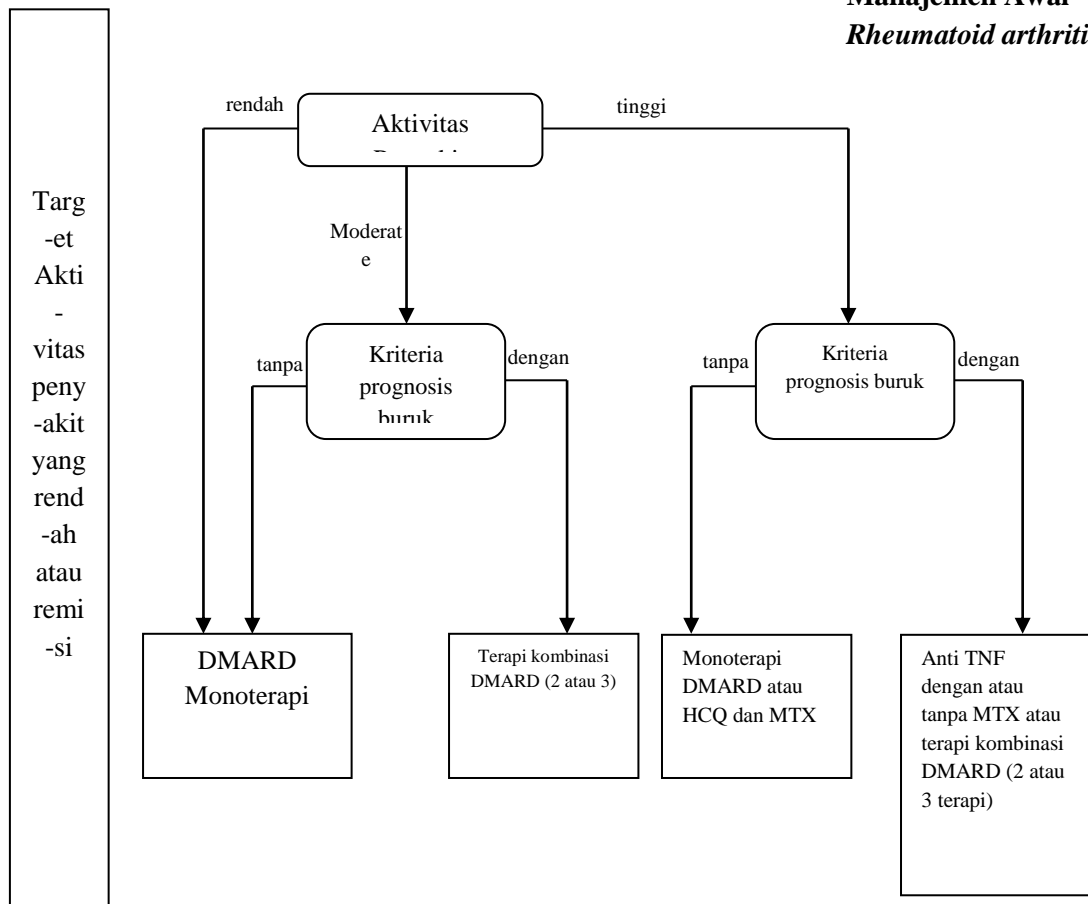 Rheumatoid arthriti
rendah
tinggi
Aktivitas
Moderat
e
Targ
-et
Akti
-
vitas
peny
-akit
yang
rend
-ah
atau
remi
-si
tanpa
Kriteria
prognosis
buruk
dengan
tanpa
Kriteria
prognosis buruk
dengan
DMARD
Monoterapi
Terapi kombinasi
DMARD (2 atau 3)
Monoterapi
DMARD atau
HCQ dan MTX
Anti TNF
dengan atau
tanpa MTX atau
terapi kombinasi
DMARD (2 atau
3 terapi)